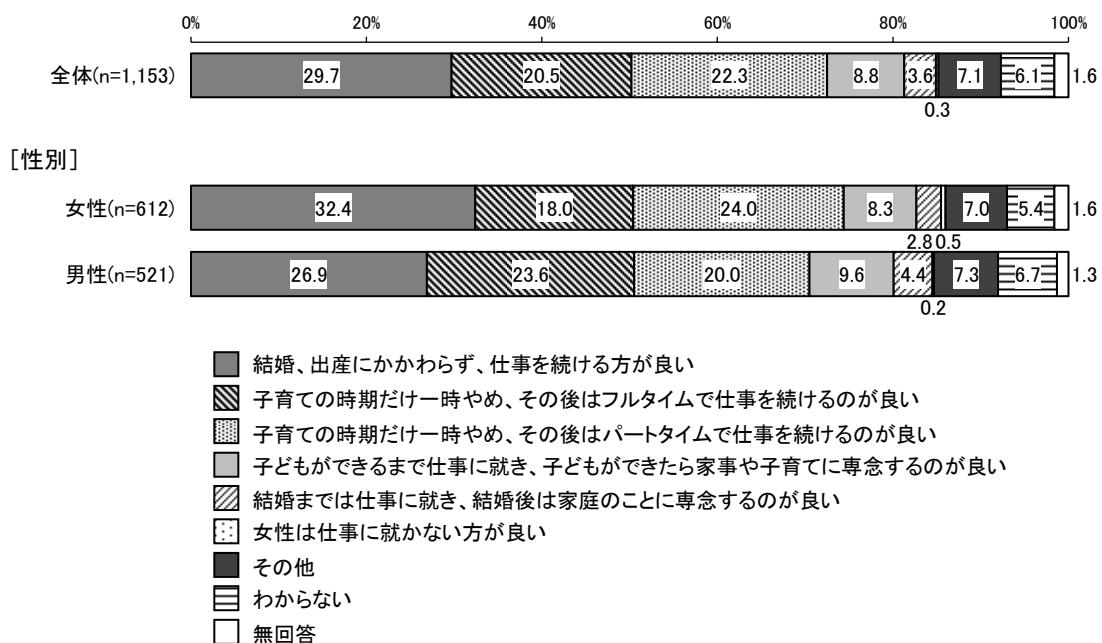 0% 20% 40% 60% 80% 100%
全体(n=1,153) 29.7 20.5 22.3 8.8 3.6 7.1 6.1 1.6
0.3
［性別］
女性(n=612) 32.4 18.0 24.0 8.3 7.0 5.4 1.6
2.8 0.5
男性(n=521) 26.9 23.6 20.0 9.6 4.4 7.3 6.7 1.3
0.2
結婚、出産にかかわらず、仕事を続ける方が良い
子育ての時期だけ一時やめ、その後はフルタイムで仕事を続けるのが良い
子育ての時期だけ一時やめ、その後はパートタイムで仕事を続けるのが良い
子どもができるまで仕事に就き、子どもができたら家事や子育てに専念するのが良い
結婚までは仕事に就き、結婚後は家庭のことに専念するのが良い
女性は仕事に就かない方が良い
その他
わからない
無回答